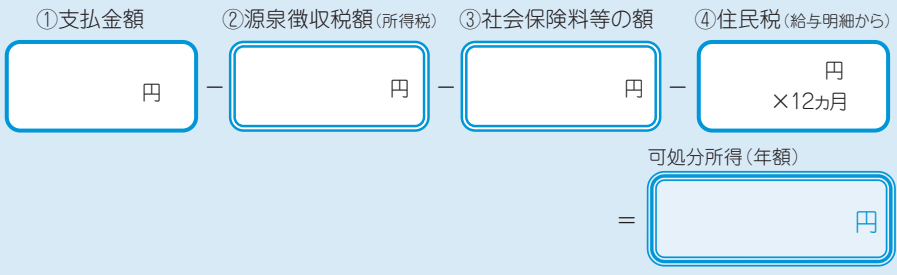 ①支払金額 ②源泉徴収税額(所得税) ③社会保険料等の額 ④住民税(給与明細から)
円 − 円 − 円 − 円
×12ヵ月
可処分所得(年額)
= 円